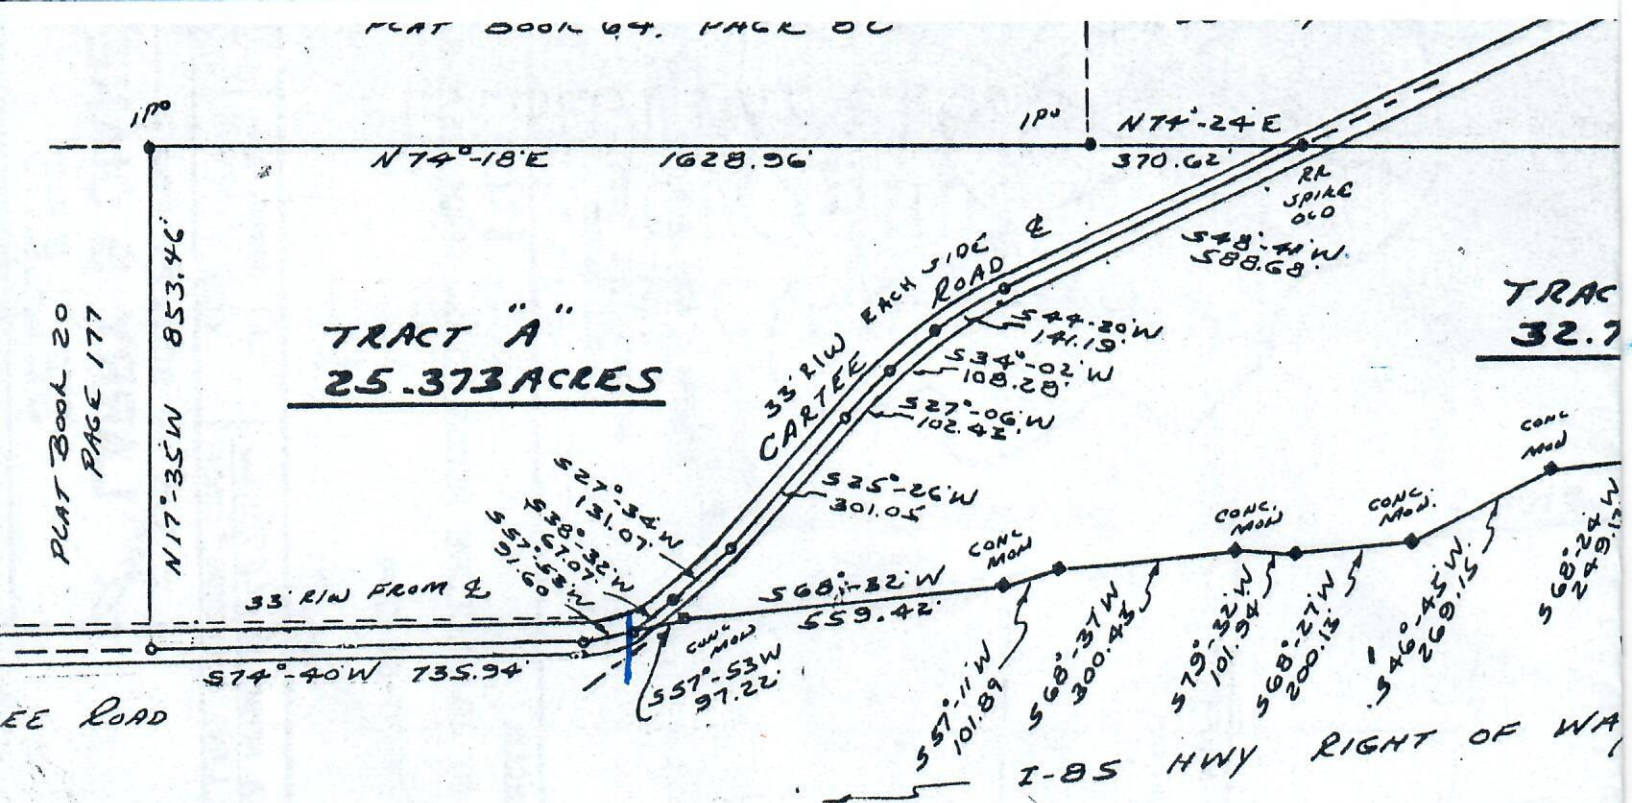 PLAT BOOK 64. PAGE
IPO
IPO
N74°-24'E
370.62'
N74°-18'E 1628.96'
RR
SPIKE
OLD
S48°-41'W
588.68'
N17°-35'W 853.46'
PLAT BOOK 20
PAGE 177
TRACT "A"
25.373 ACRES
33' R/W EACH SIDE ℄
CARTEE ROAD
TRAC
32.7
S44-20'W
141.19'
S34°-02'W
108.28'
S27°-06'W
102.43'
S25°-26'W
301.05
S27°-34'W
131.07
S38°-32'W
67.07
S57°-53'W
91.60
33' R/W FROM ℄
S74°-40'W 735.94'
EE ROAD
CONC
MON
S57°-53W
97.22'
S68°-32'W
559.42'
CONC
MON
S57°-11'W
101.89
S68°-37'W
300.43
CONC.
MON
S79°-32'W
101.94
S68°-27'W
200.13'
CONC.
MON.
S46°-45'W
269.15'
CONC
MON
S68°-24
249.17'W
I-85 HWY RIGHT OF WA